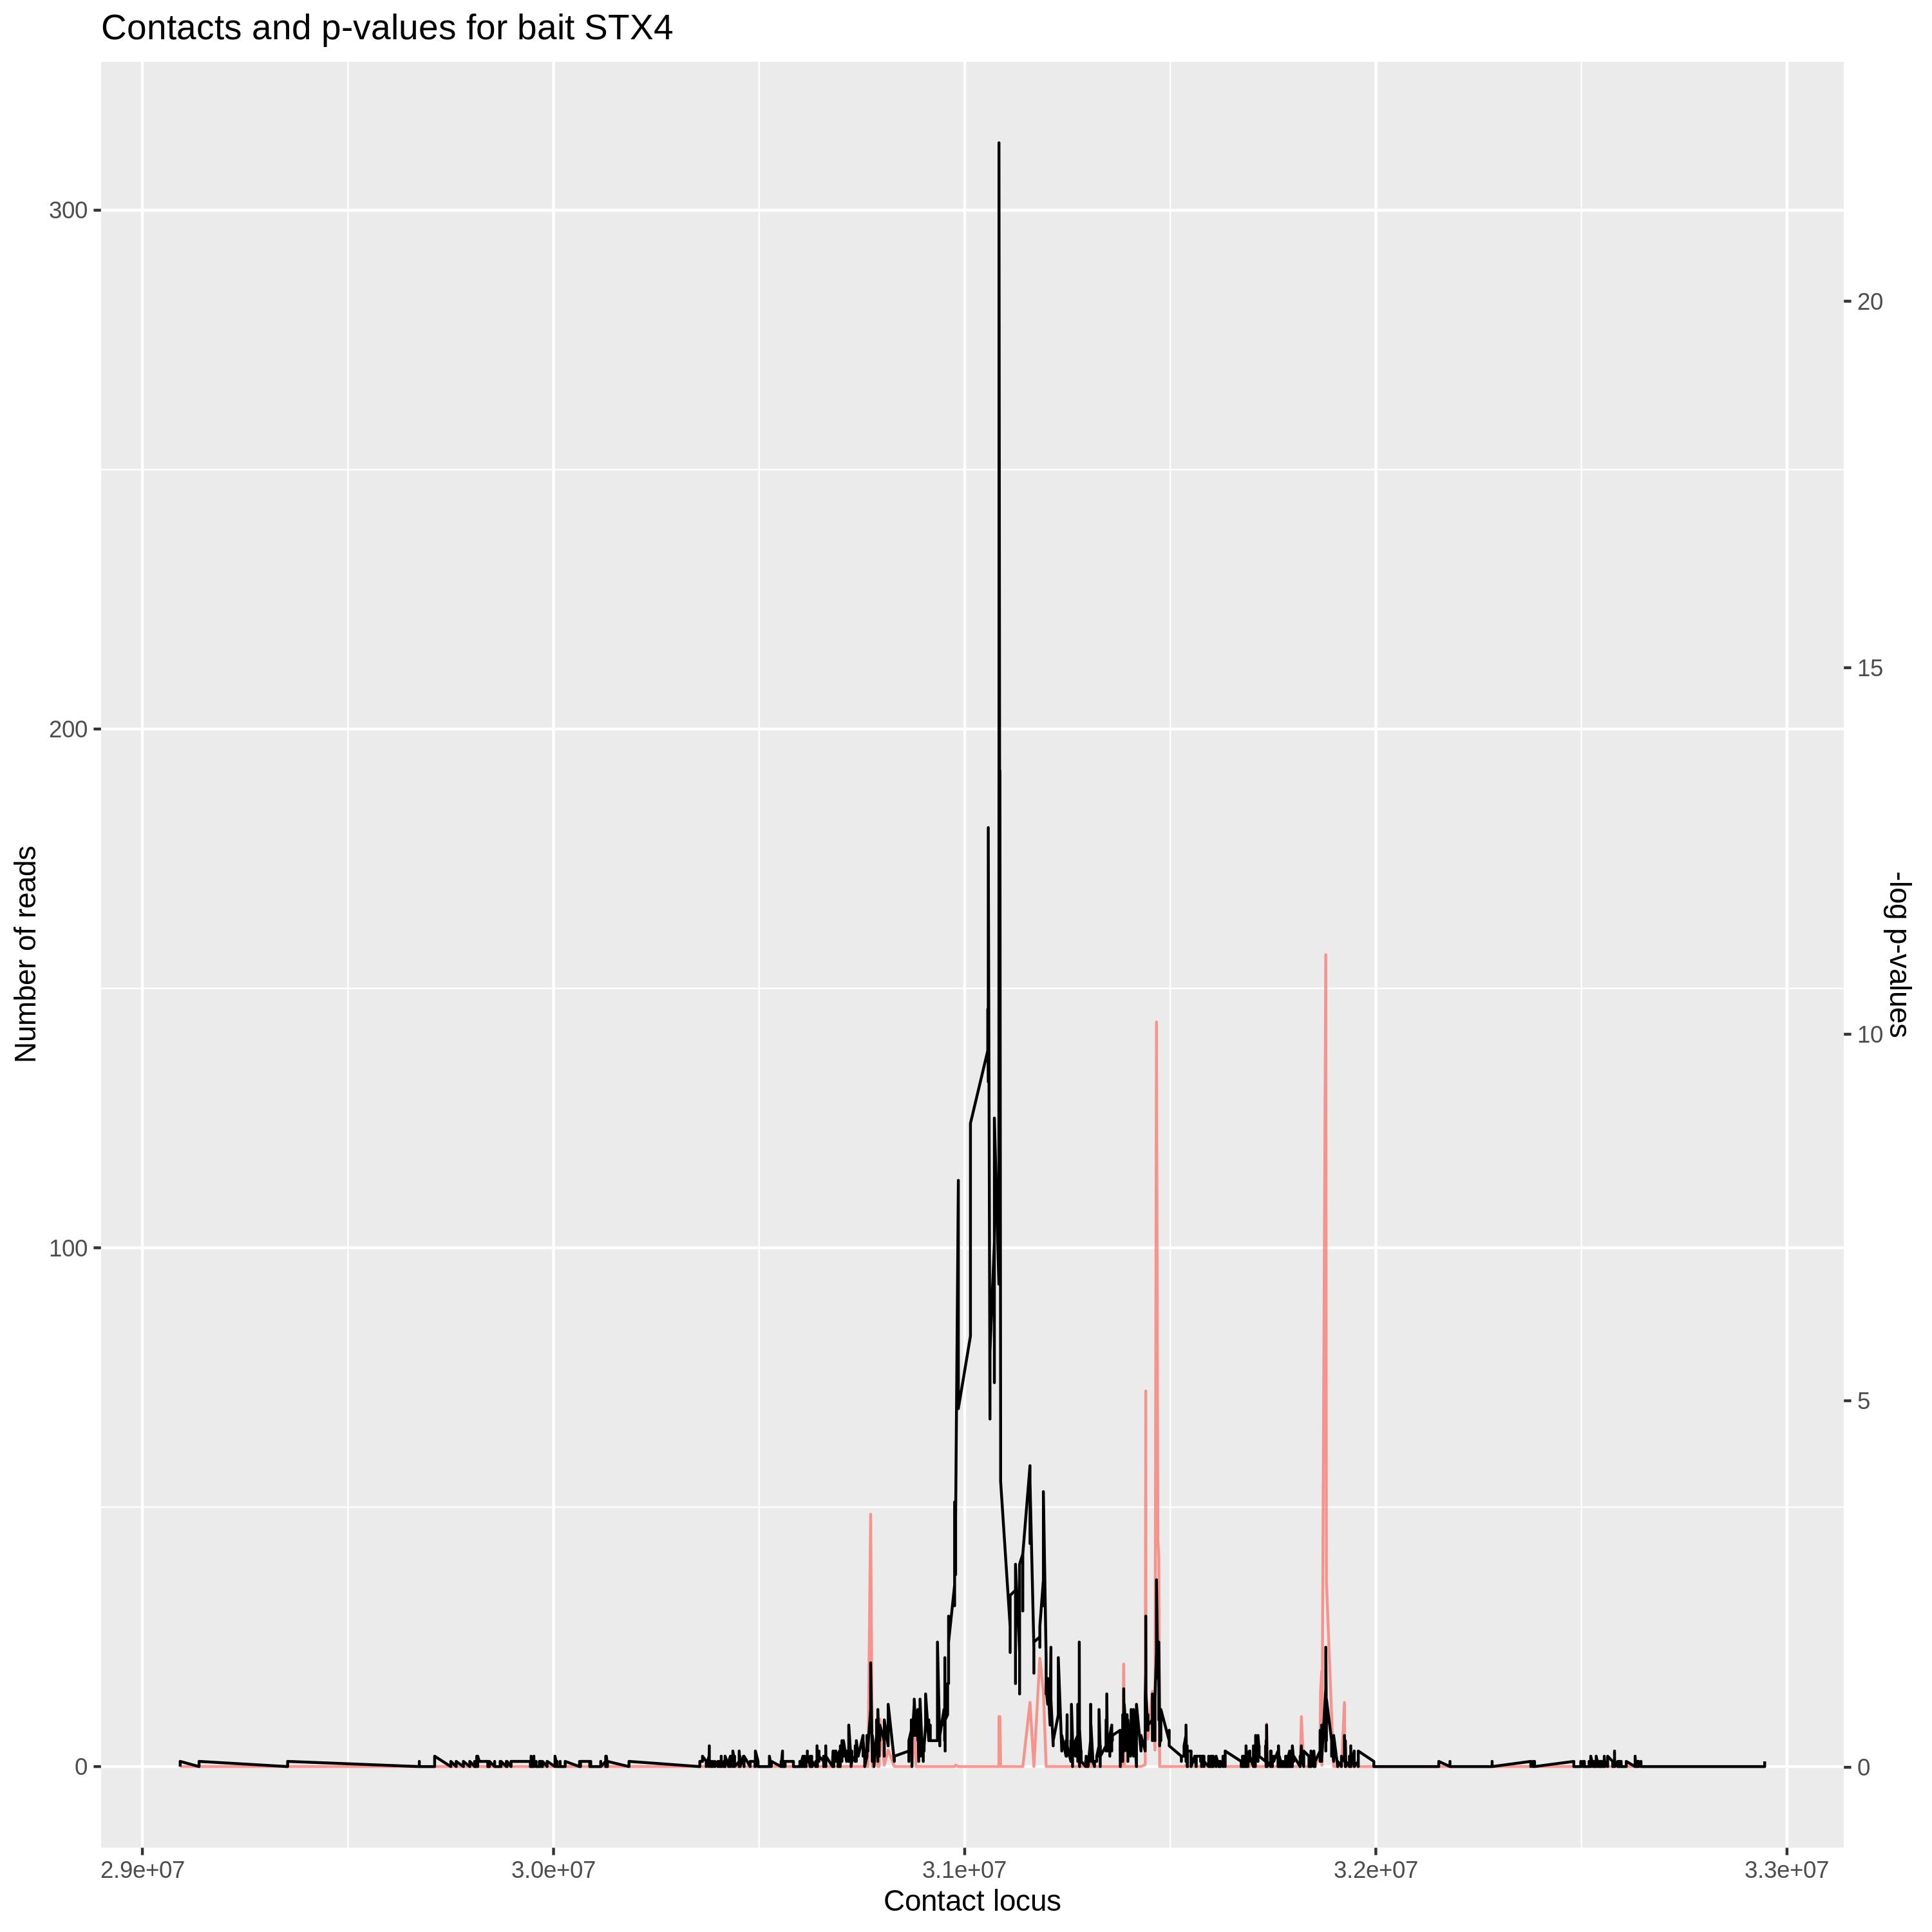 Contacts and p-values for bait STX4
300
200
100
0
Number of reads
20
15
10
5
0
-log p-values
2.9e+07 3.0e+07 3.1e+07 3.2e+07 3.3e+07
Contact locus